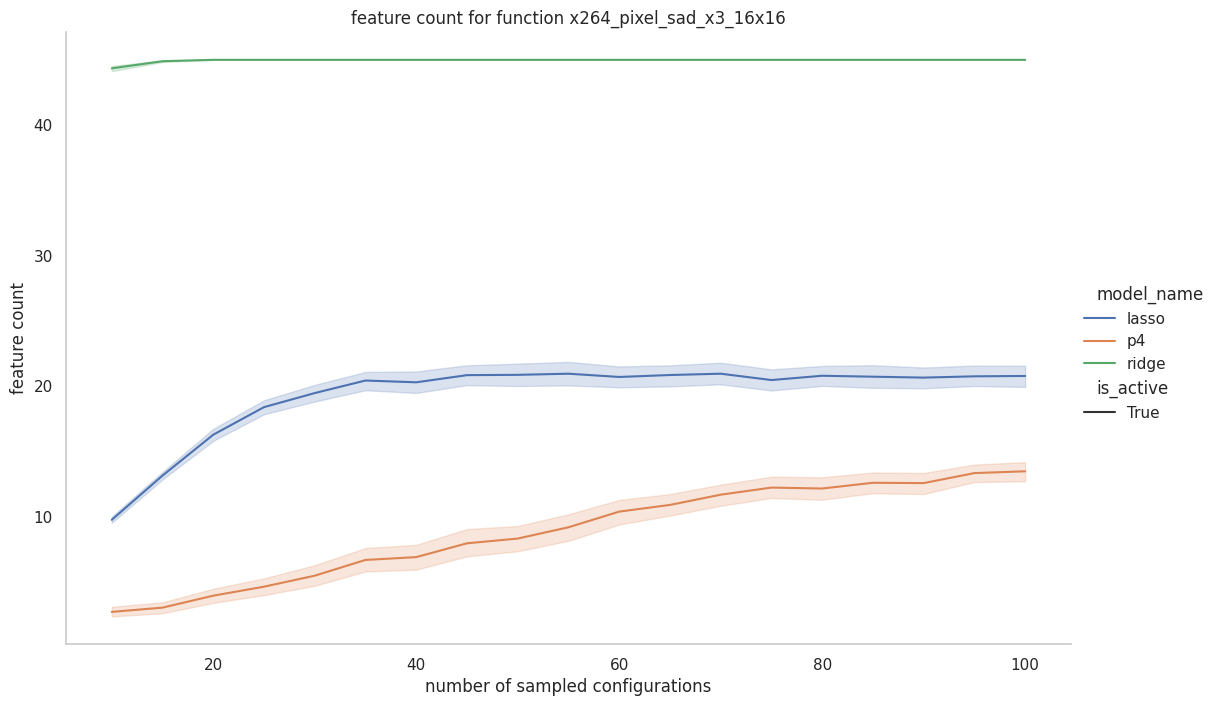 feature count for function x264_pixel_sad_x3_16x16
feature count
40
30
20
10
20
40
60
80
100
number of sampled configurations
model_name
lasso
p4
ridge
is_active
True